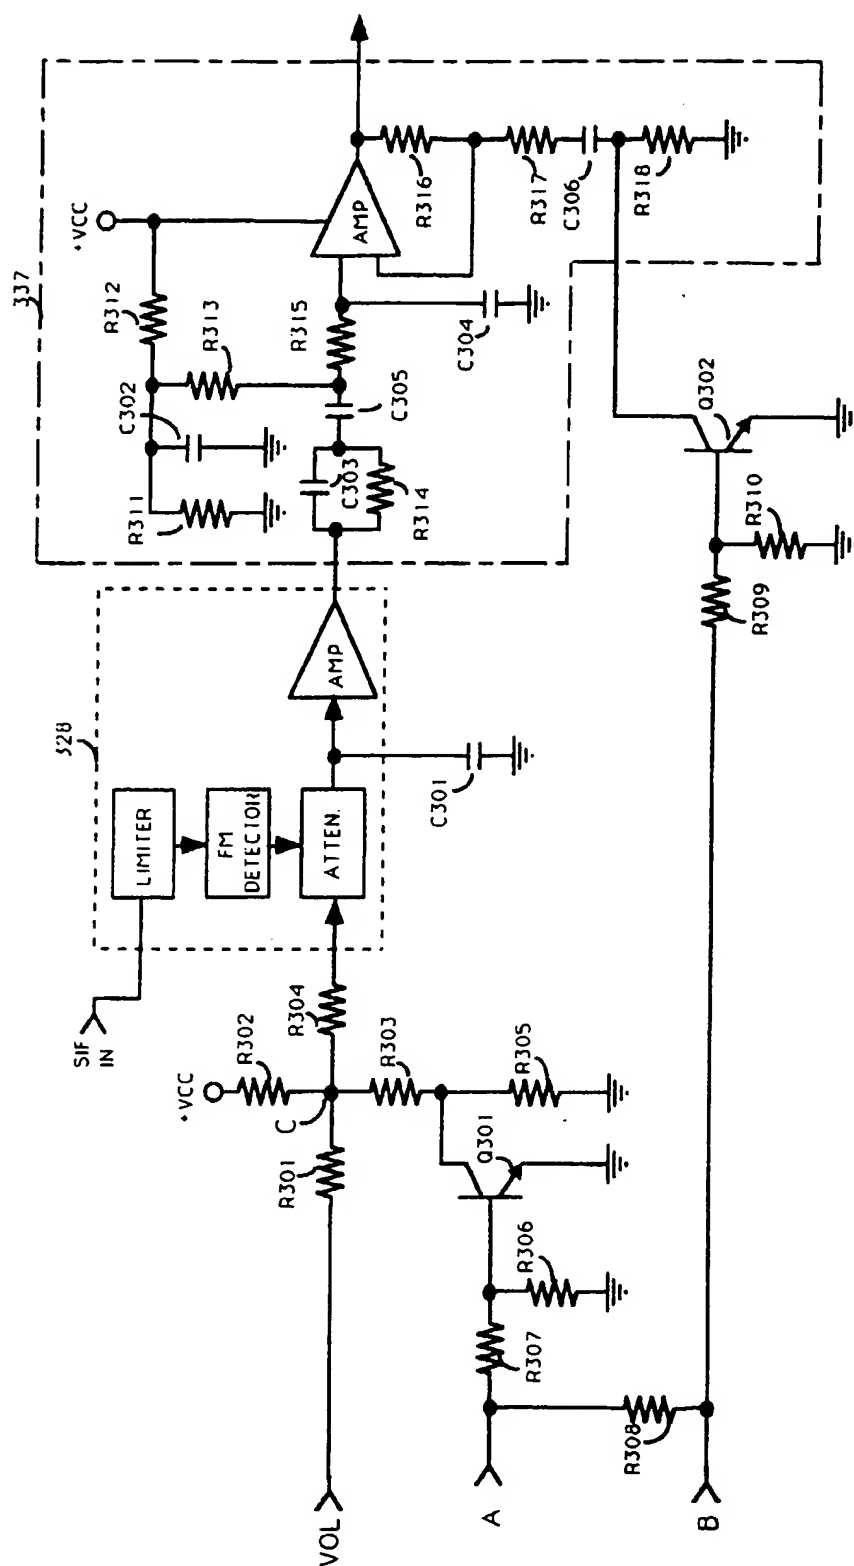 337
+VCC
R312
R313
R315
C302
R311
C303
R314
C305
C304
AMP
R316
R317
C306
R318
328
LIMITER
FM
DETECTOR
ATTEN.
AMP
C301
SIF
IN
+VCC
R302
C
R304
R301
R303
R305
Q301
R306
R307
R308
Q302
R310
R309
VOL
A
B